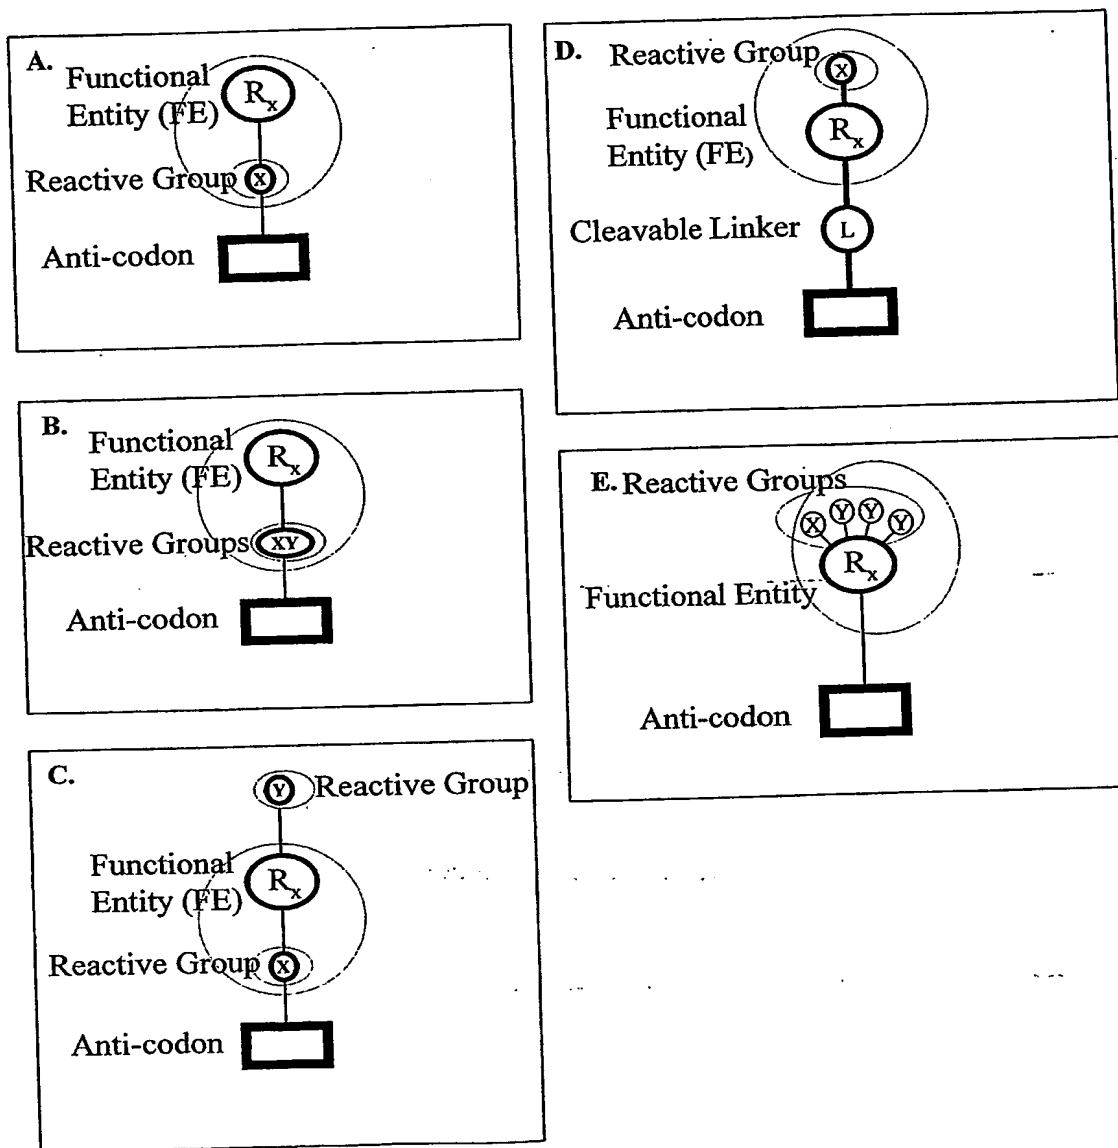 A.
Functional
Entity (FE)
Rx
Reactive Group
X
Anti-codon
B.
Functional
Entity (FE)
Rx
Reactive Groups
XY
Anti-codon
C.
Y
Reactive Group
Functional
Entity (FE)
Rx
Reactive Group
X
Anti-codon
D.
Reactive Group
X
Functional
Entity (FE)
Rx
Cleavable Linker
L
Anti-codon
E. Reactive Groups
X Y Y Y
Rx
Functional Entity
Anti-codon